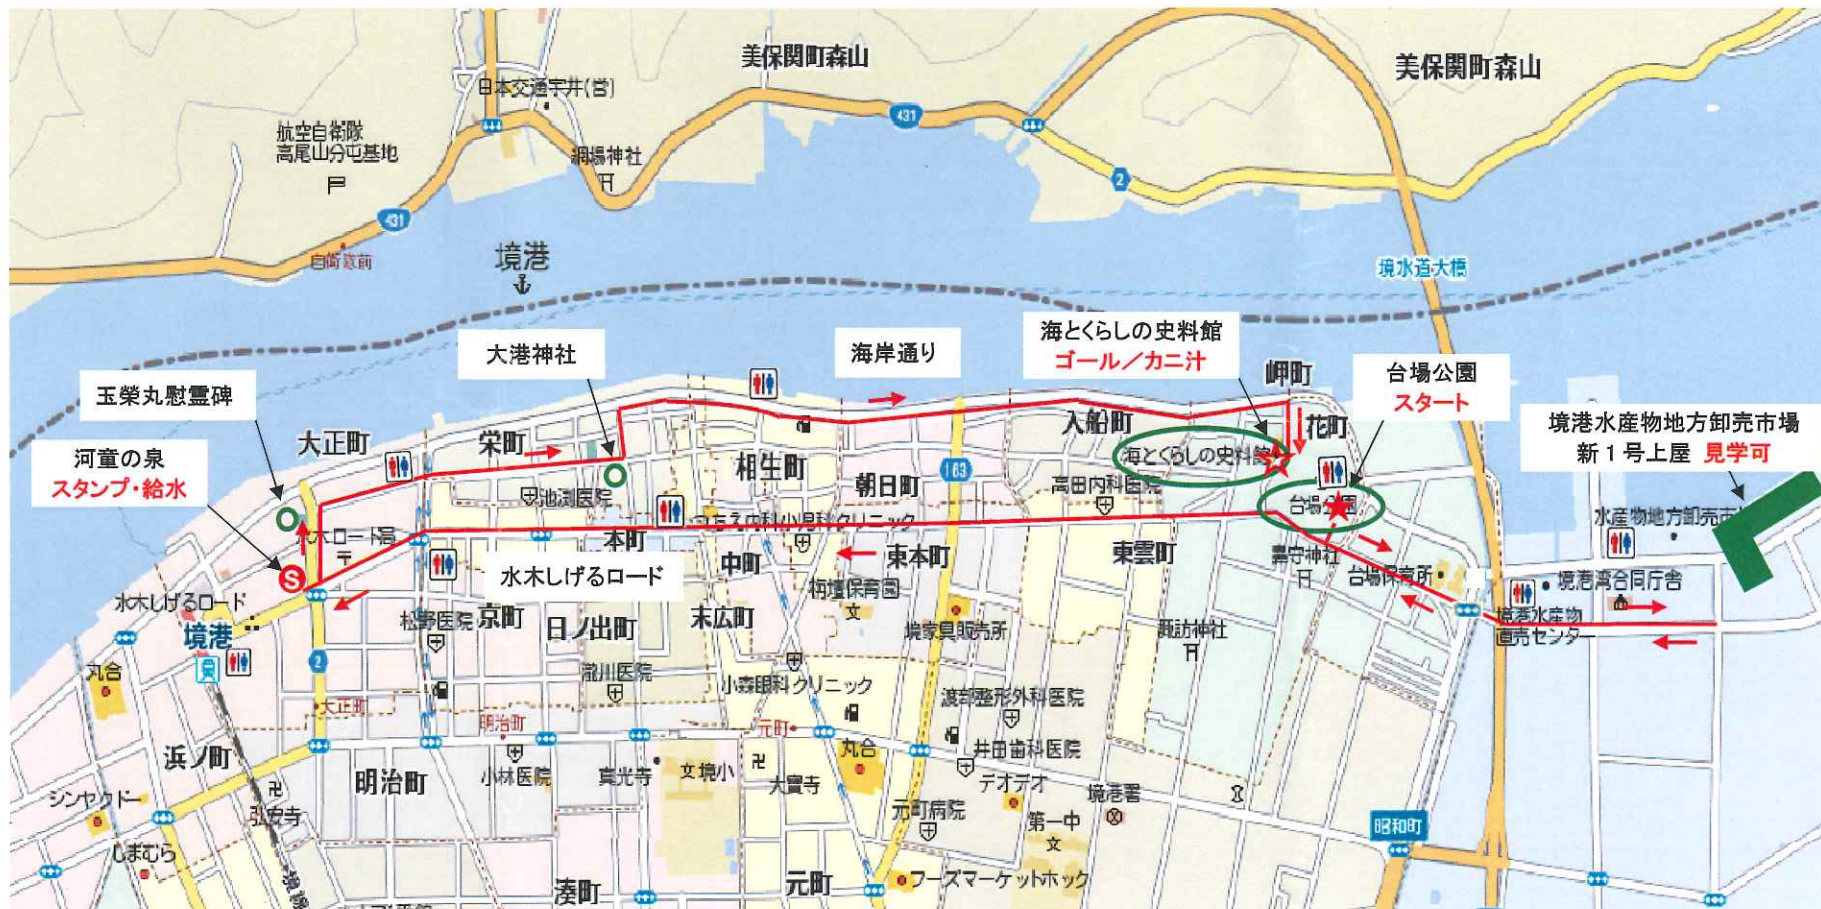 美保関町森山
美保関町森山
日本交通宇井(営)
航空自衛隊
高尾山分屯基地
431
網場神社
2
431
自衛隊前
境港
境水道大橋
海とくらしの史料館
ゴール／カニ汁
大港神社
海岸通り
岬町
台場公園
スタート
玉榮丸慰霊碑
境港水産物地方卸売市場
新1号上屋 見学可
大正町
栄町
入船町
花町
河童の泉
スタンプ・給水
相生町
海とくらしの史料館
163
朝日町
池渕医院
高田内科医院
台場公園
水産物地方卸売市
水木ロード局
本町
中町
東本町
東雲町
S
水木しげるロード
台場保育所
境港湾合同庁舎
水木しげるロード
栴壇保育園
松野医院
京町
日ノ出町
末広町
境港水産物
直売センター
境港
境家具販売所
諏訪神社
2
丸合
瀧川医院
小森眼科クリニック
渡部整形外科医院
大正町
明治町
元町
浜ノ町
丸合
井田歯科医院
明治町
小林医院
真光寺
文境小
大寶寺
デオデオ
境港署
シンヤクドー
弘安寺
元町病院
第一中
文
昭和町
しまむら
湊町
元町
フーズマーケットホック